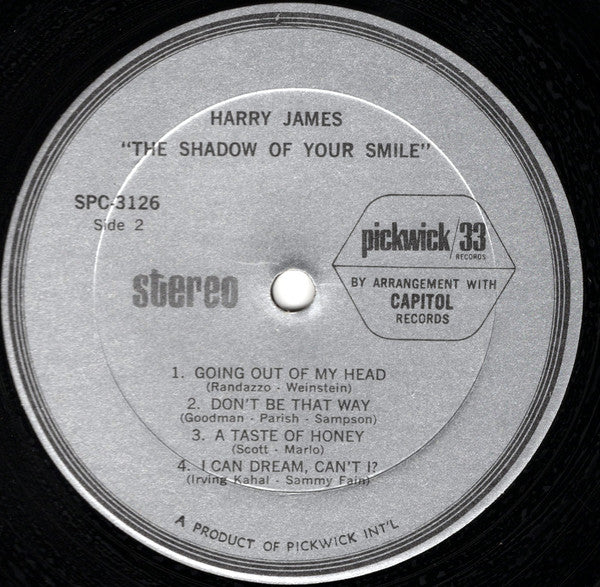 HARRY JAMES
"THE SHADOW OF YOUR SMILE"
SPC-3126
Side 2
pickwick/33
RECORDS
BY ARRANGEMENT WITH
CAPITOL
RECORDS
stereo
1. GOING OUT OF MY HEAD
(Randazzo - Weinstein)
2. DON'T BE THAT WAY
(Goodman - Parish - Sampson)
3. A TASTE OF HONEY
(Scott - Marlo)
4. I CAN DREAM, CAN'T I?
(Irving Kahal - Sammy Fain)
A PRODUCT OF PICKWICK INT'L